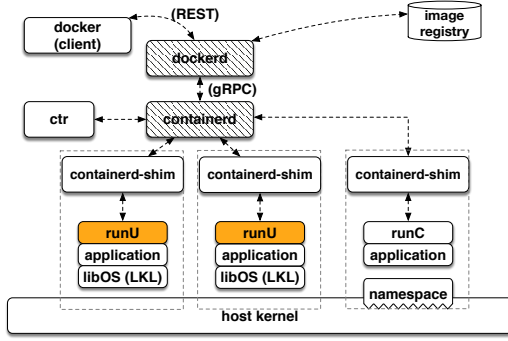 (REST)
docker
(client)
image
registry
dockerd
(gRPC)
ctr
containerd
containerd-shim
containerd-shim
containerd-shim
runU
runU
runC
application
application
application
libOS (LKL)
libOS (LKL)
namespace
host kernel